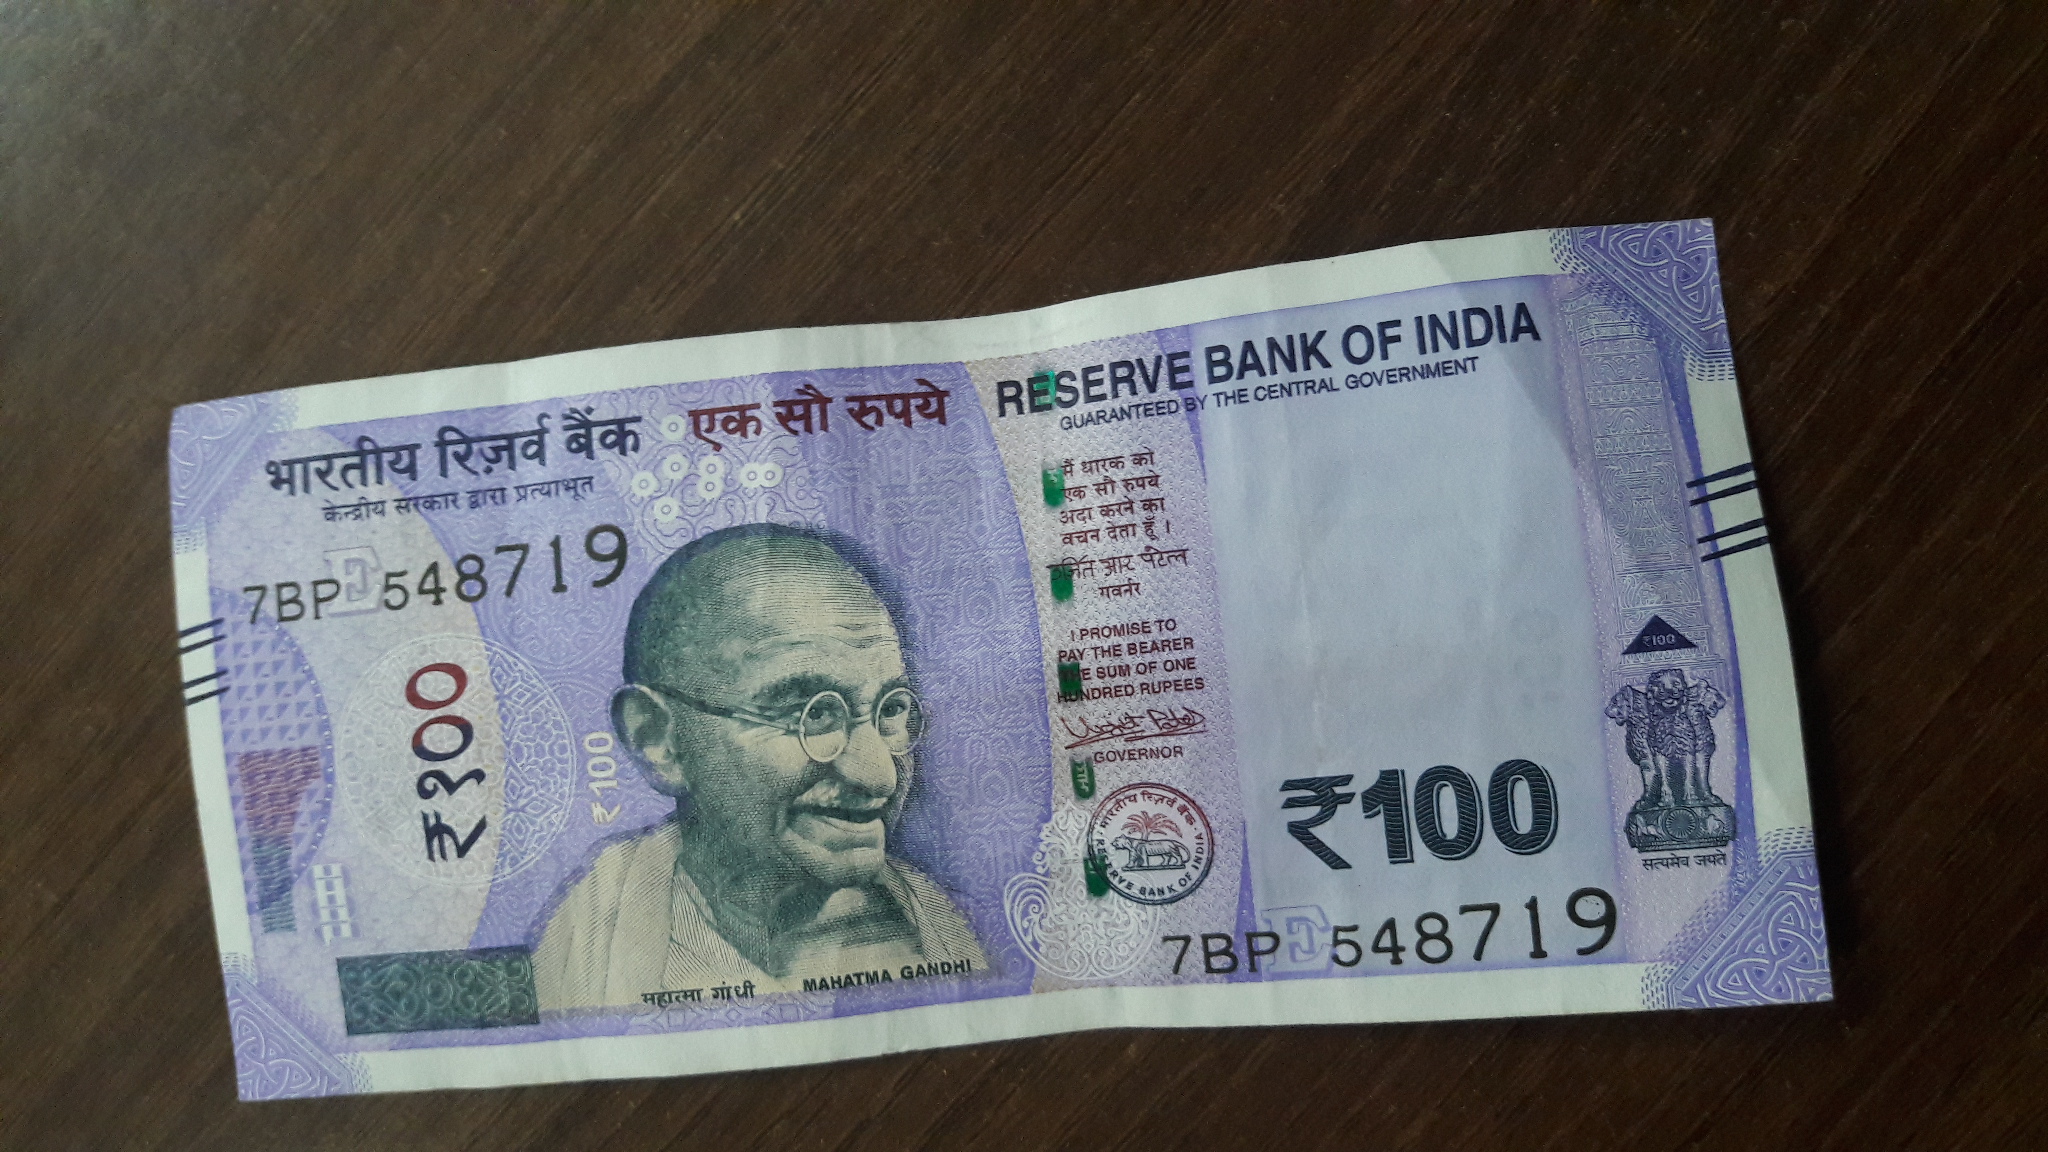 भारतीय रिज़र्व बैंक
केन्द्रीय सरकार द्वारा प्रत्याभूत
एक सौ रुपये
RESERVE BANK OF INDIA
GUARANTEED BY THE CENTRAL GOVERNMENT
7BP 548719
₹१००
₹100
महात्मा गांधी
MAHATMA GANDHI
मैं धारक को
एक सौ रुपये
अदा करने का
वचन देता हूँ।
उर्जित आर पटेल
गवर्नर
I PROMISE TO
PAY THE BEARER
THE SUM OF ONE
HUNDRED RUPEES
GOVERNOR
भारतीय रिज़र्व बैंक
RESERVE BANK OF INDIA
₹100
7BP 548719
₹100
सत्यमेव जयते